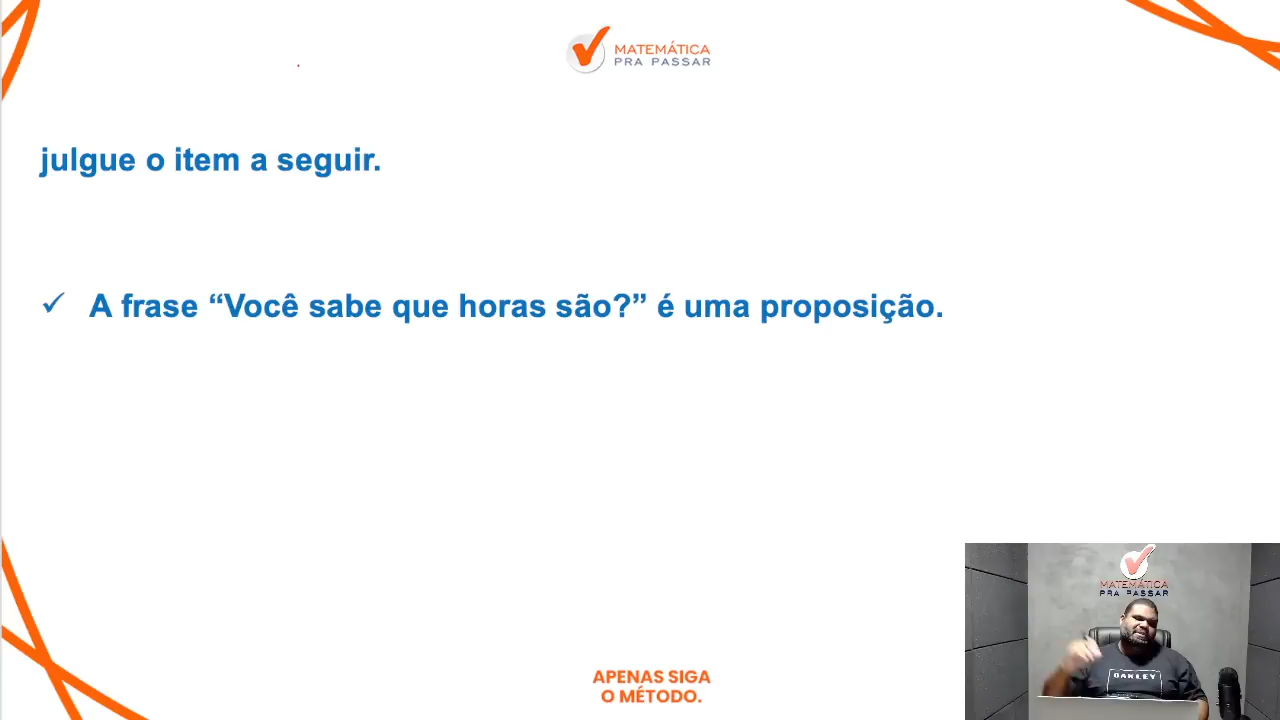 MATEMÁTICA
PRA PASSAR
julgue o item a seguir.
✓ A frase “Você sabe que horas são?” é uma proposição.
MATEMÁTICA
PRA PASSAR
OAKLEY
APENAS SIGA
O MÉTODO.